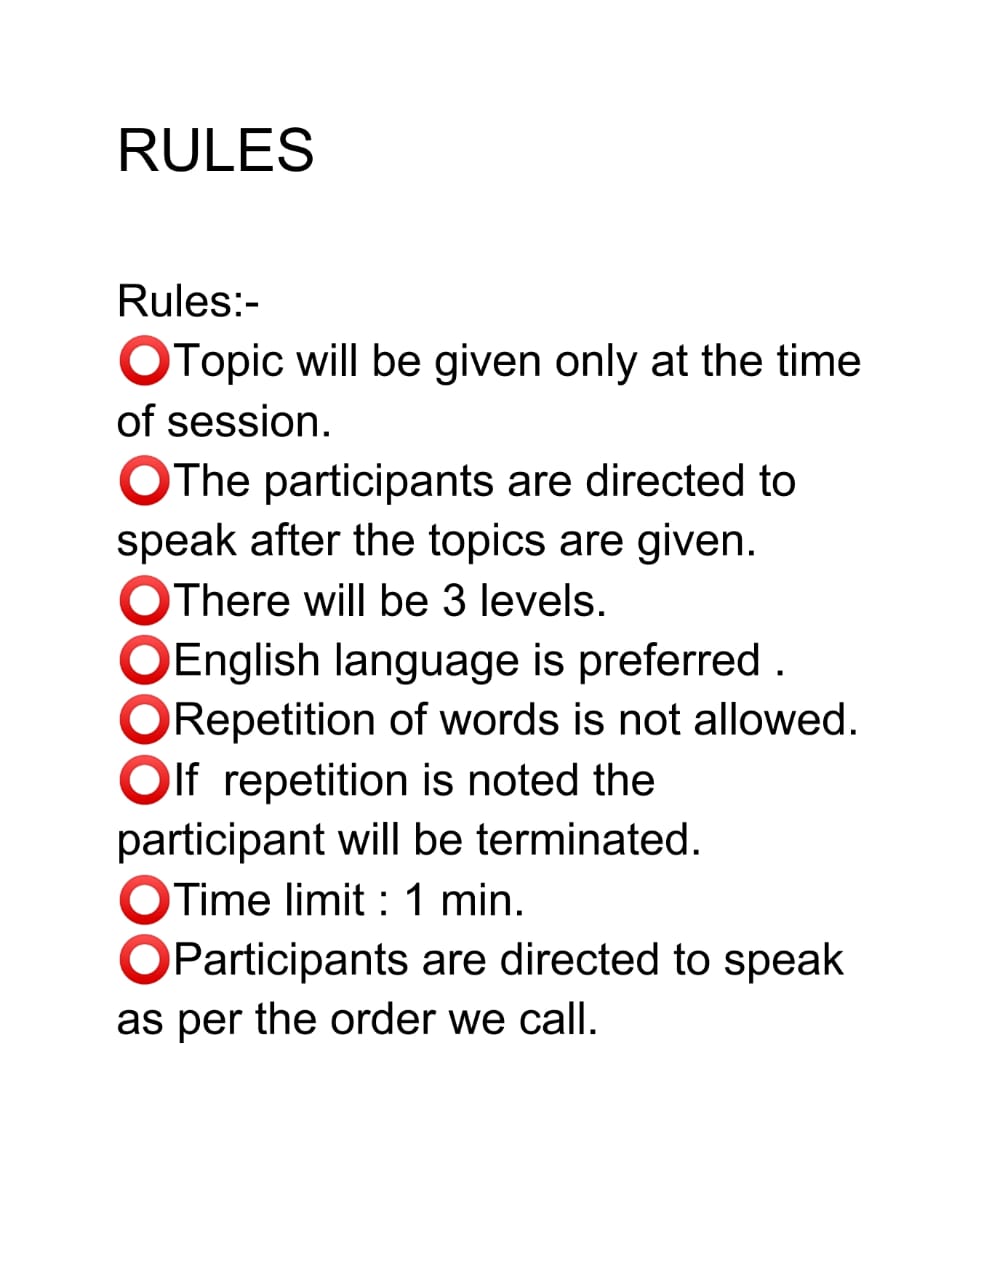 RULES
Rules:-
⭕Topic will be given only at the time
of session.
⭕The participants are directed to
speak after the topics are given.
⭕There will be 3 levels.
⭕English language is preferred .
⭕Repetition of words is not allowed.
⭕If  repetition is noted the
participant will be terminated.
⭕Time limit : 1 min.
⭕Participants are directed to speak
as per the order we call.